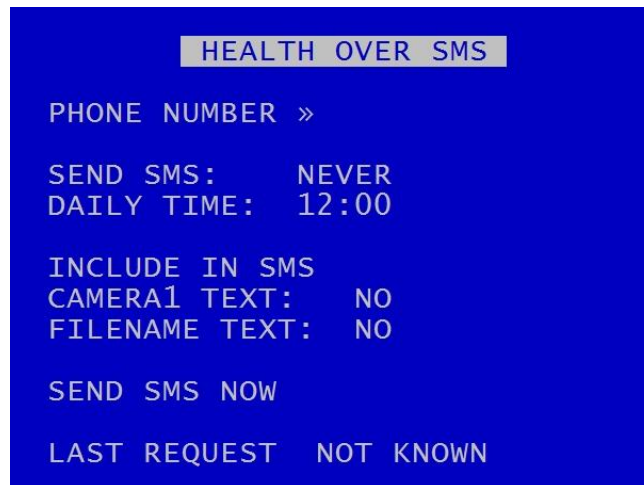 HEALTH OVER SMS
PHONE NUMBER »
SEND SMS: NEVER
DAILY TIME: 12:00
INCLUDE IN SMS
CAMERA1 TEXT: NO
FILENAME TEXT: NO
SEND SMS NOW
LAST REQUEST NOT KNOWN